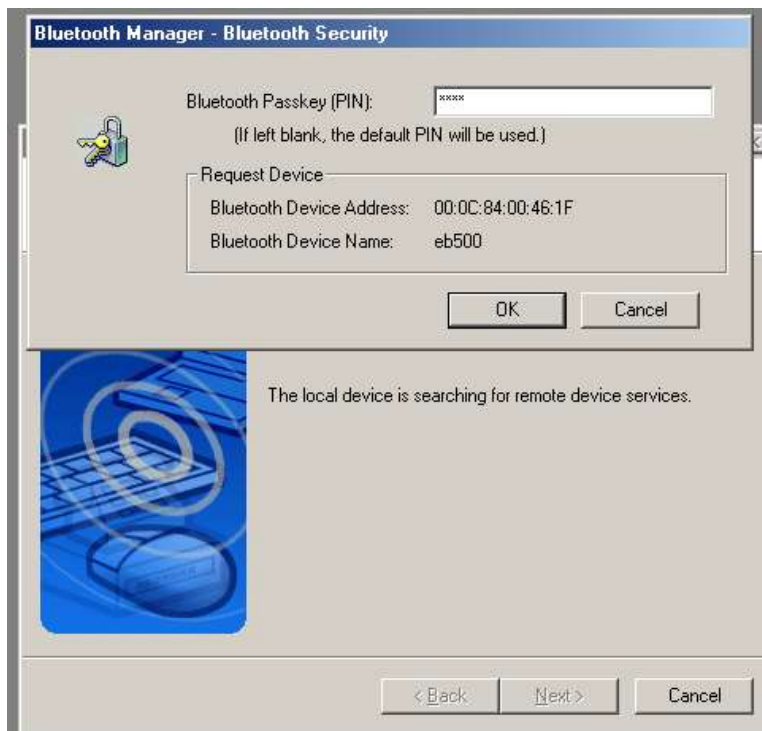 Bluetooth Manager - Bluetooth Security
Bluetooth Passkey (PIN): ****
(If left blank, the default PIN will be used.)
Request Device
Bluetooth Device Address: 00:0C:84:00:46:1F
Bluetooth Device Name: eb500
OK Cancel
The local device is searching for remote device services.
< Back Next > Cancel